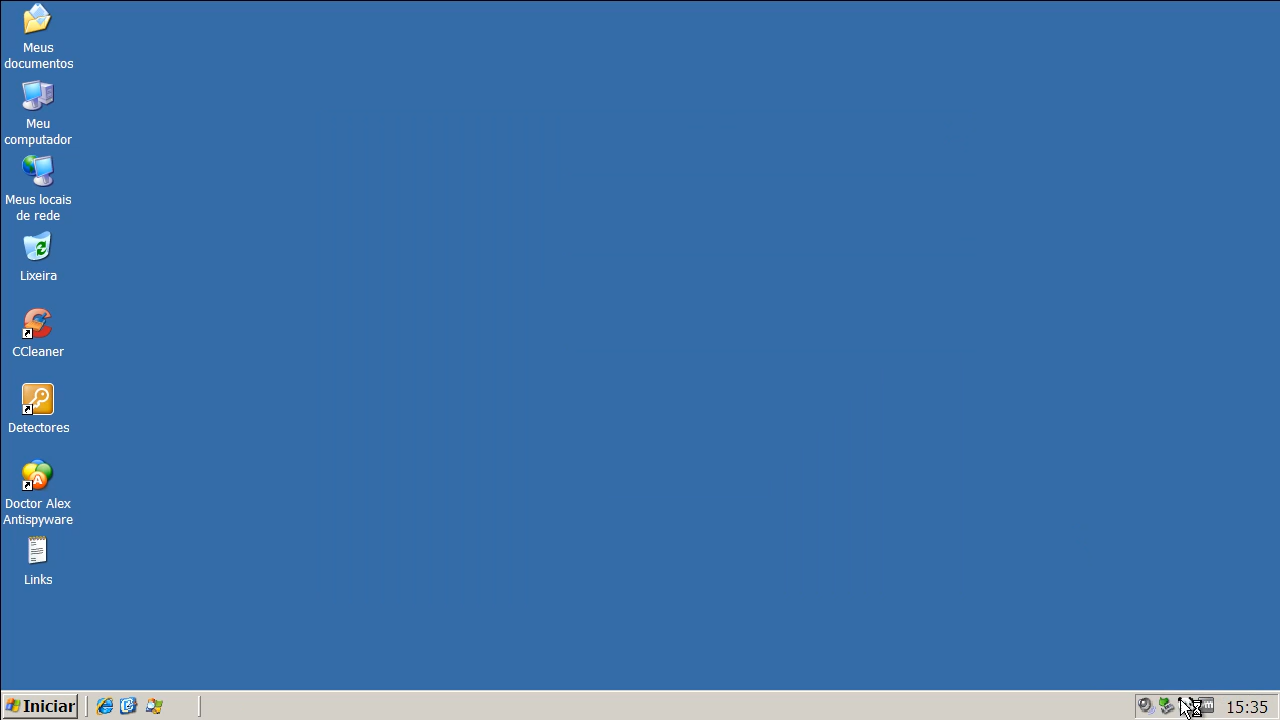 Meus
documentos
Meu
computador
Meus locais
de rede
Lixeira
CCleaner
Detectores
Doctor Alex
Antispyware
Links
Iniciar
15:35